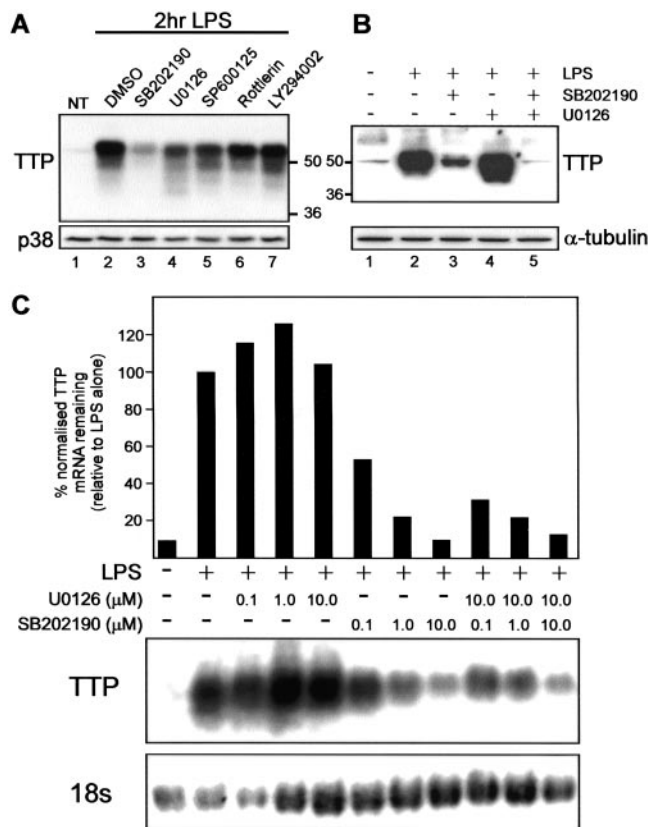 A
2hr LPS
NT DMSO SB202190 U0126 SP600125 Rottlerin LY294002
TTP
50
36
p38
1 2 3 4 5 6 7
B
- + + + + LPS
- - + - + SB202190
- - - + + U0126
50
36
TTP
α-tubulin
1 2 3 4 5
C
% normalised TTP
mRNA remaining
(relative to LPS alone)
120
100
80
60
40
20
LPS - + + + + + + + + + +
U0126 (μM) - - 0.1 1.0 10.0 - - - 10.0 10.0 10.0
SB202190 (μM) - - - - - 0.1 1.0 10.0 0.1 1.0 10.0
TTP
18s